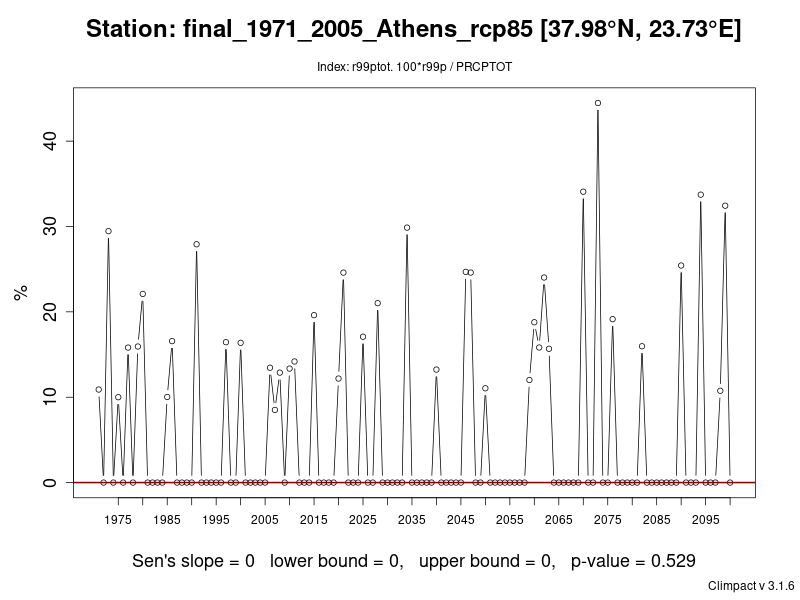 Station: final_1971_2005_Athens_rcp85 [37.98°N, 23.73°E]
Index: r99ptot. 100*r99p / PRCPTOT
%
40
30
20
10
0
1975 1985 1995 2005 2015 2025 2035 2045 2055 2065 2075 2085 2095
Sen's slope = 0 lower bound = 0, upper bound = 0, p-value = 0.529
Climpact v 3.1.6